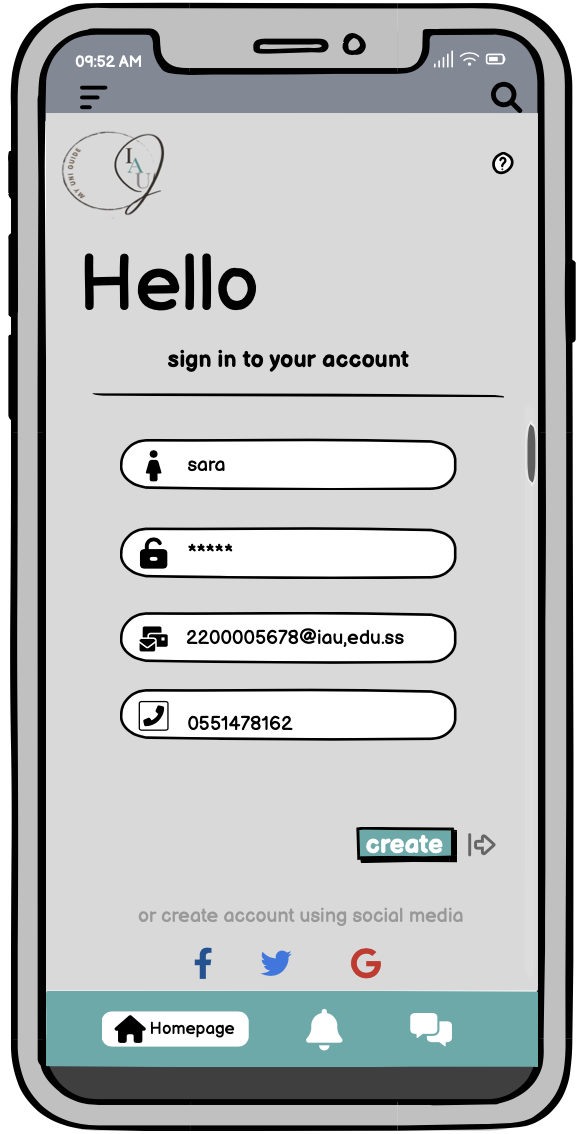 09:52 AM
MY UNI GUIDE
IAU
?
Hello
sign in to your account
sara
*****
2200005678@iau,edu.ss
0551478162
create
or create account using social media
Homepage